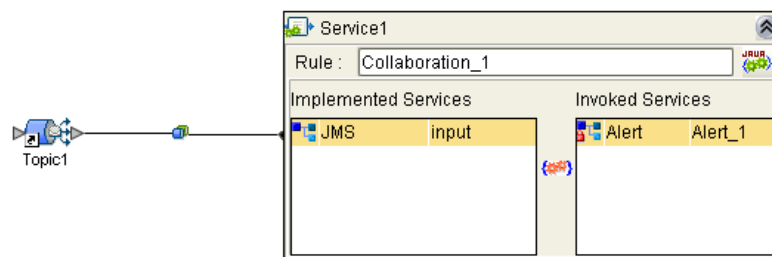 Service1
JAVA
Rule : Collaboration_1
Implemented Services Invoked Services
JMS input Alert Alert_1
Topic1